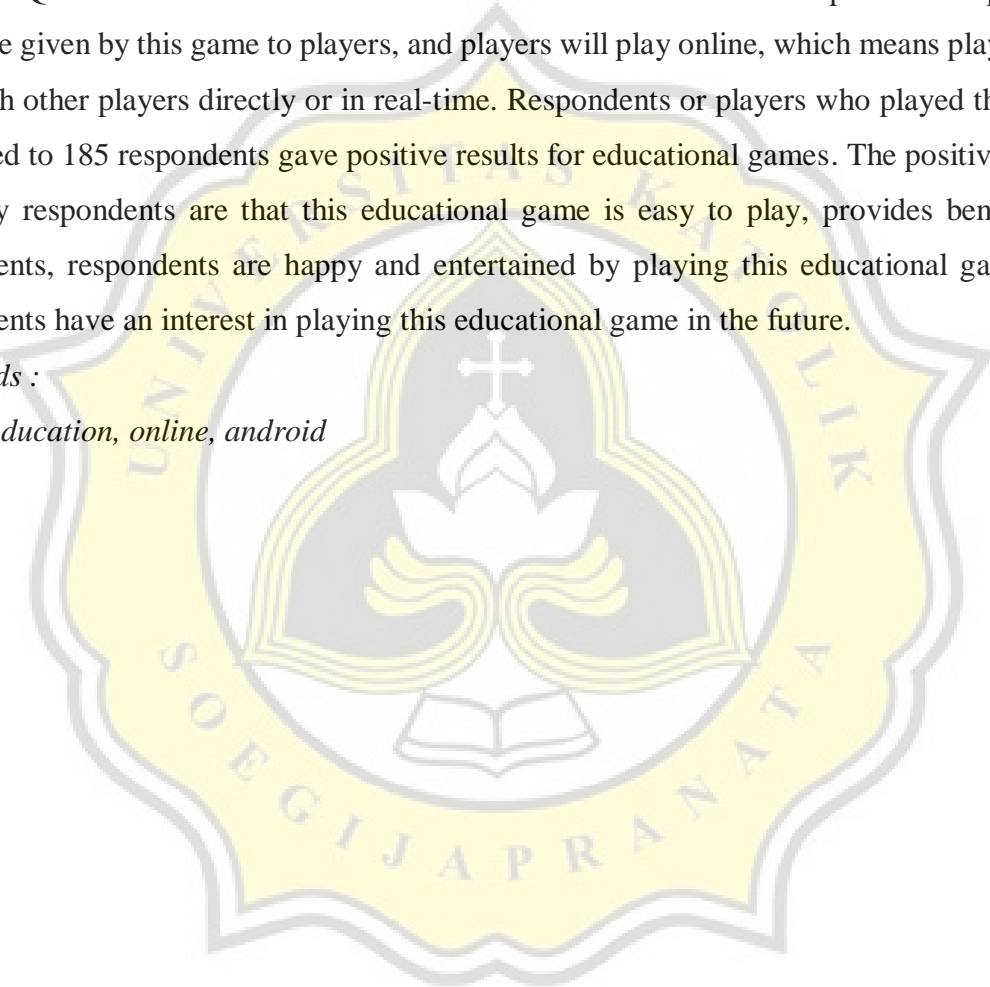 e given by this game to players, and players will play online, which means play
h other players directly or in real-time. Respondents or players who played th
ed to 185 respondents gave positive results for educational games. The positiv
y respondents are that this educational game is easy to play, provides ben
ents, respondents are happy and entertained by playing this educational ga
ents have an interest in playing this educational game in the future.
ds :
ducation, online, android
UNIVERSITAS KATOLIK
SOEGIJAPRANATA